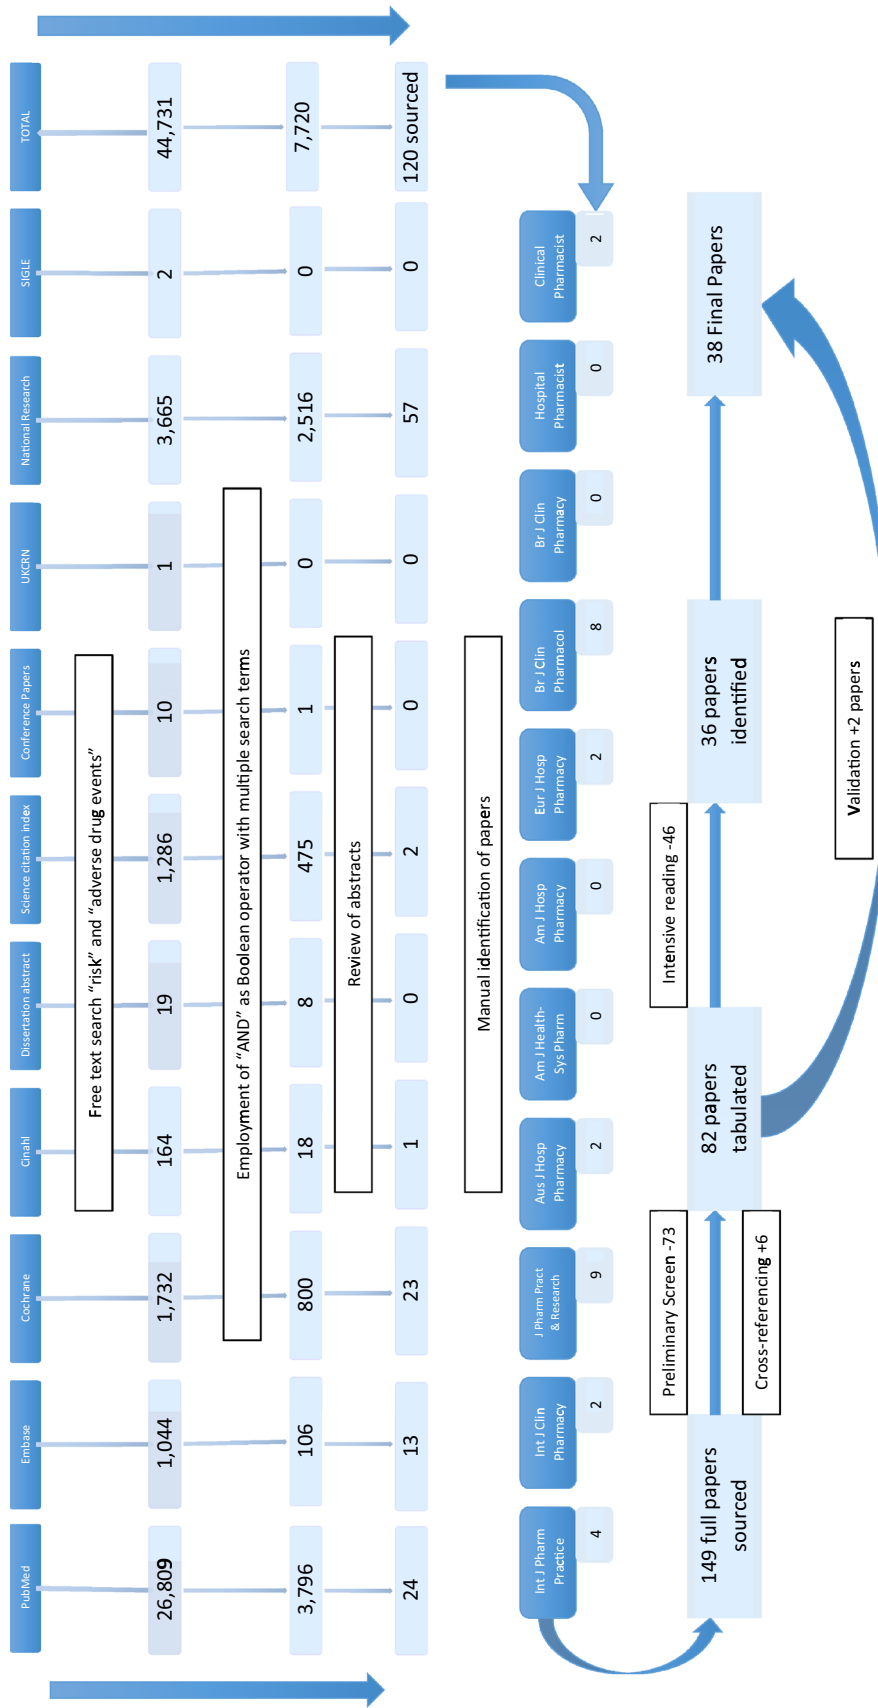 PubMed
Embase
Cochrane
Cinahl
Dissertation abstract
Science citation index
Conference Papers
UKCRN
National Research
SIGLE
TOTAL
Free text search “risk” and “adverse drug events”
26,809
1,044
1,732
164
19
1,286
10
1
3,665
2
44,731
Employment of “AND” as Boolean operator with multiple search terms
3,796
106
800
18
8
475
1
0
2,516
0
7,720
Review of abstracts
24
13
23
1
0
2
0
0
57
0
120 sourced
Manual identification of papers
Int J Pharm
Practice
4
Int J Clin
Pharmacy
2
J Pharm Pract
& Research
9
Aus J Hosp
Pharmacy
2
Am J Health-
Sys Pharm
0
Am J Hosp
Pharmacy
0
Eur J Hosp
Pharmacy
2
Br J Clin
Pharmacol
8
Br J Clin
Pharmacy
0
Hospital
Pharmacist
0
Clinical
Pharmacist
2
149 full papers
sourced
Preliminary Screen -73
Cross-referencing +6
82 papers
tabulated
Intensive reading -46
36 papers
identified
38 Final Papers
Validation +2 papers